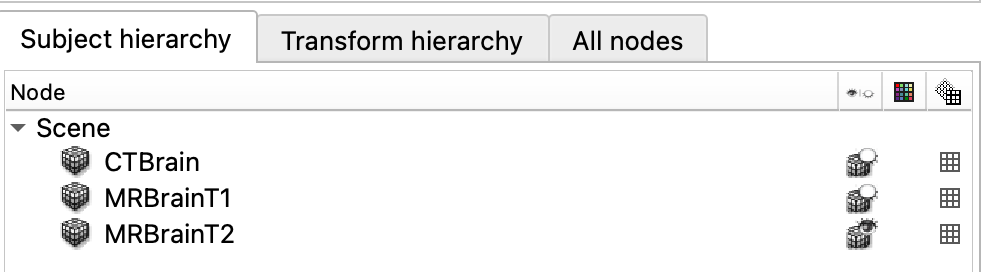 Subject hierarchy Transform hierarchy All nodes
Node
Scene
CTBrain
MRBrainT1
MRBrainT2